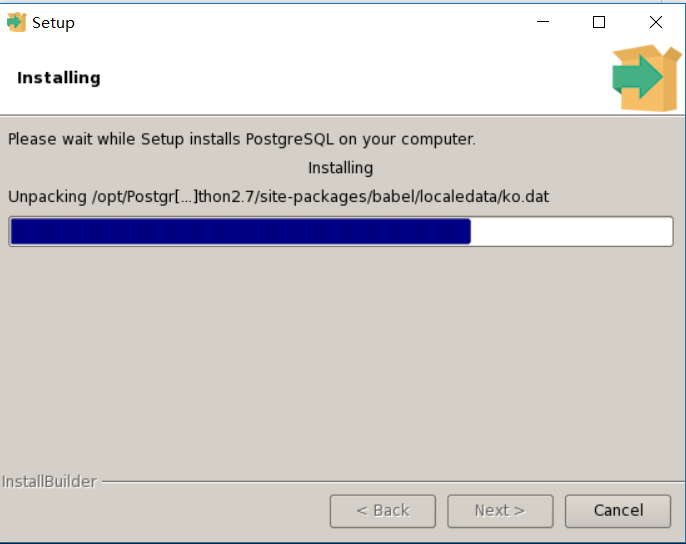 Setup
Installing
Please wait while Setup installs PostgreSQL on your computer.
Installing
Unpacking /opt/Postgr[...]thon2.7/site-packages/babel/localedata/ko.dat
InstallBuilder
< Back Next > Cancel